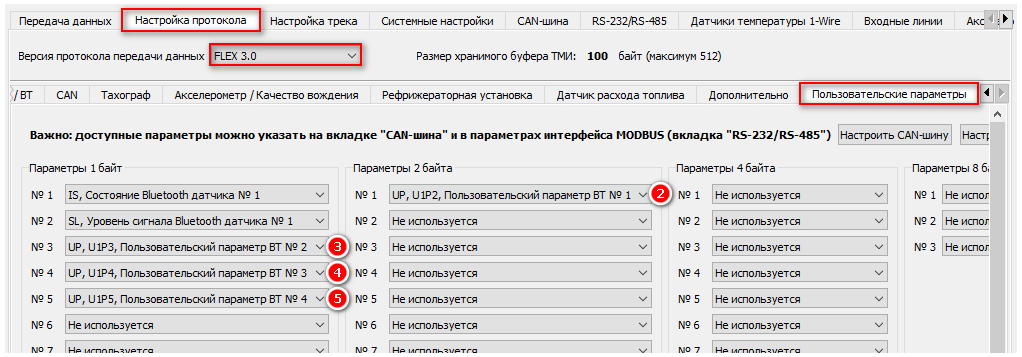 Передача данных Настройка протокола Настройка трека Системные настройки CAN-шина RS-232/RS-485 Датчики температуры 1-Wire Входные линии
Версия протокола передачи данных FLEX 3.0 Размер хранимого буфера ТМИ: 100 байт (максимум 512)
/ BT CAN Тахограф Акселерометр / Качество вождения Рефрижераторная установка Датчик расхода топлива Дополнительно Пользовательские параметры
Важно: доступные параметры можно указать на вкладке "CAN-шина" и в параметрах интерфейса MODBUS (вкладка "RS-232/RS-485") Настроить CAN-шину
Параметры 1 байт Параметры 2 байта Параметры 4 байта Параметры 8
№ 1 IS, Состояние Bluetooth датчика № 1 № 1 UP, U1P2, Пользовательский параметр BT № 1 2 № 1 Не используется № 1
№ 2 SL, Уровень сигнала Bluetooth датчика № 1 № 2 Не используется № 2 Не используется № 2
№ 3 UP, U1P3, Пользовательский параметр BT № 2 3 № 3 Не используется № 3 Не используется № 3
№ 4 UP, U1P4, Пользовательский параметр BT № 3 4 № 4 Не используется № 4 Не используется
№ 5 UP, U1P5, Пользовательский параметр BT № 4 5 № 5 Не используется № 5 Не используется
№ 6 Не используется № 6 Не используется № 6 Не используется
№ 7 Не используется № 7 Не используется № 7 Не используется